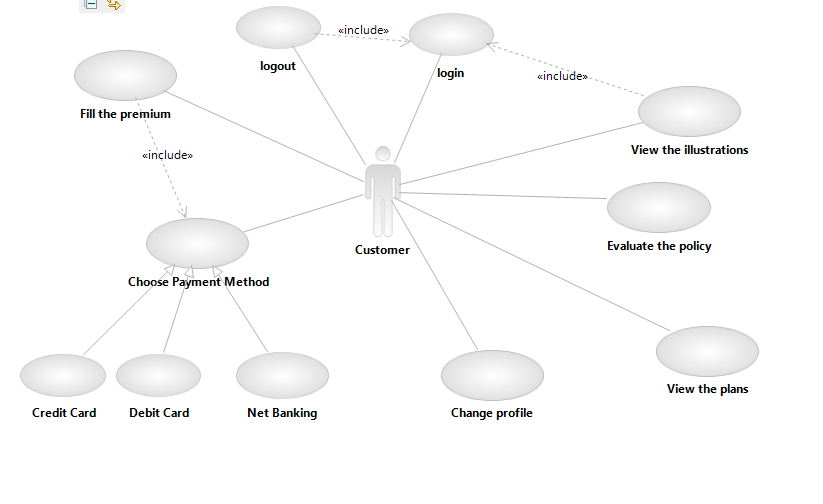 «include»
logout
login
«include»
Fill the premium
View the illustrations
«include»
Evaluate the policy
Customer
Choose Payment Method
View the plans
Credit Card
Debit Card
Net Banking
Change profile